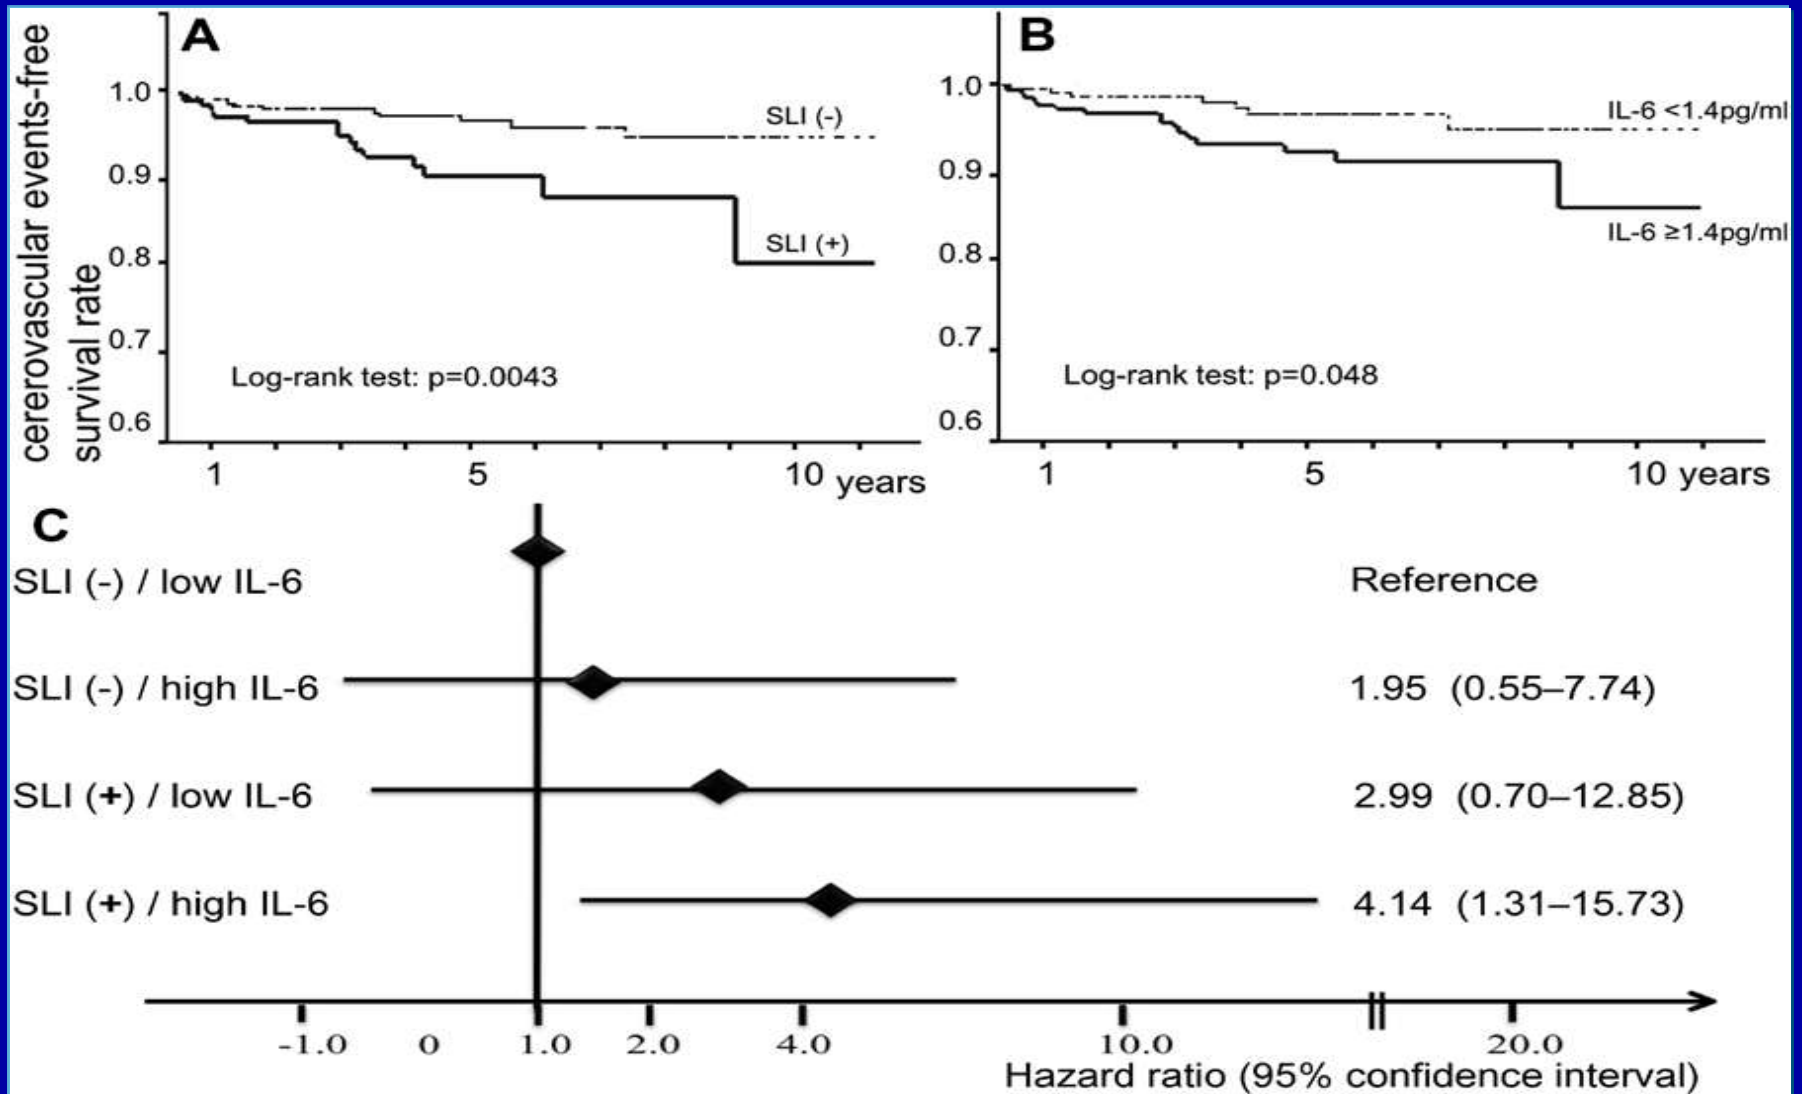 cererovascular events-free
survival rate
A
1.0
0.9
0.8
0.7
0.6
SLI (-)
SLI (+)
Log-rank test: p=0.0043
1 5 10 years
B
1.0
0.9
0.8
0.7
0.6
IL-6 <1.4pg/ml
IL-6 ≥1.4pg/ml
Log-rank test: p=0.048
1 5 10 years
C
SLI (-) / low IL-6 Reference
SLI (-) / high IL-6 1.95 (0.55–7.74)
SLI (+) / low IL-6 2.99 (0.70–12.85)
SLI (+) / high IL-6 4.14 (1.31–15.73)
-1.0 0 1.0 2.0 4.0 10.0 20.0
Hazard ratio (95% confidence interval)